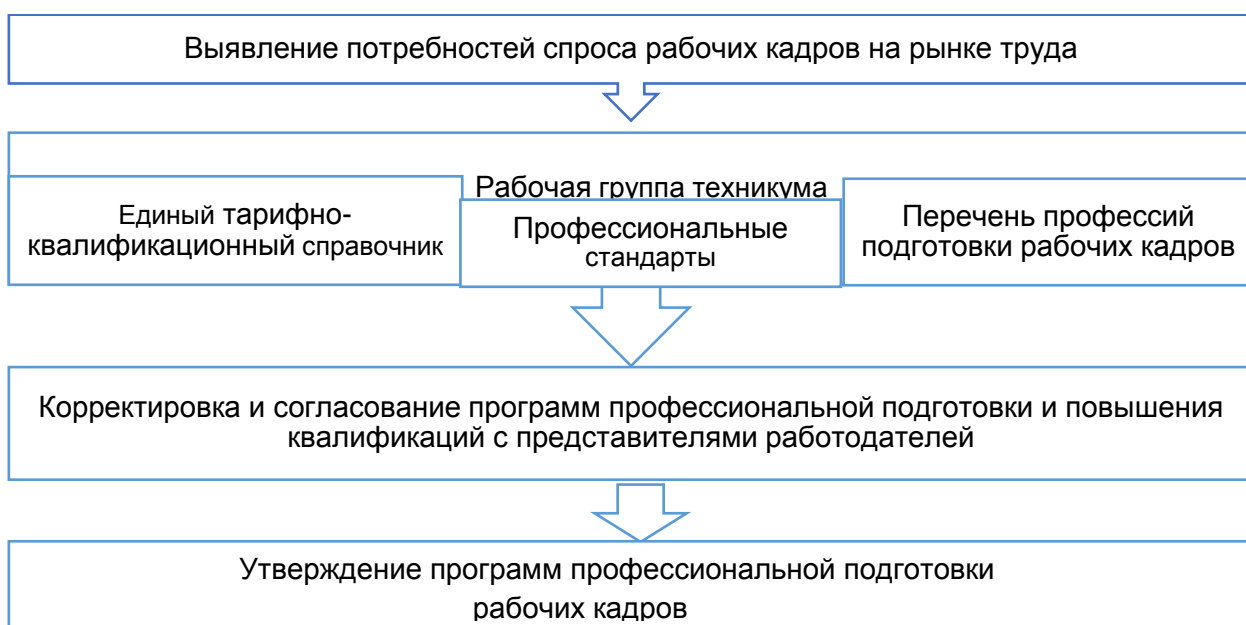 Выявление потребностей спроса рабочих кадров на рынке труда
Рабочая группа техникума
Единый тарифно-
квалификационный справочник
Профессиональные
стандарты
Перечень профессий
подготовки рабочих кадров
Корректировка и согласование программ профессиональной подготовки и повышения
квалификаций с представителями работодателей
Утверждение программ профессиональной подготовки
рабочих кадров